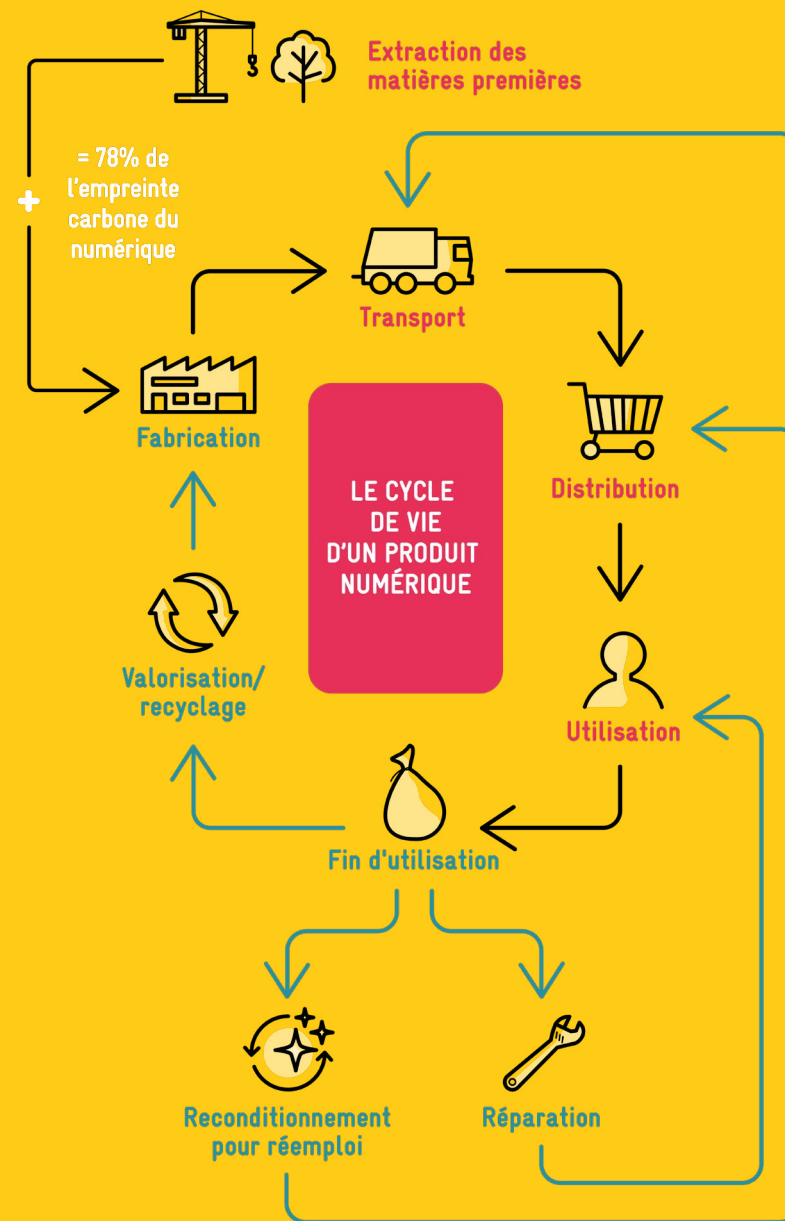 Extraction des
matières premières
= 78% de
l'empreinte
carbone du
numérique
+
Transport
Fabrication
LE CYCLE
DE VIE
D'UN PRODUIT
NUMÉRIQUE
Distribution
Valorisation/
recyclage
Utilisation
Fin d'utilisation
Reconditionnement
pour réemploi
Réparation